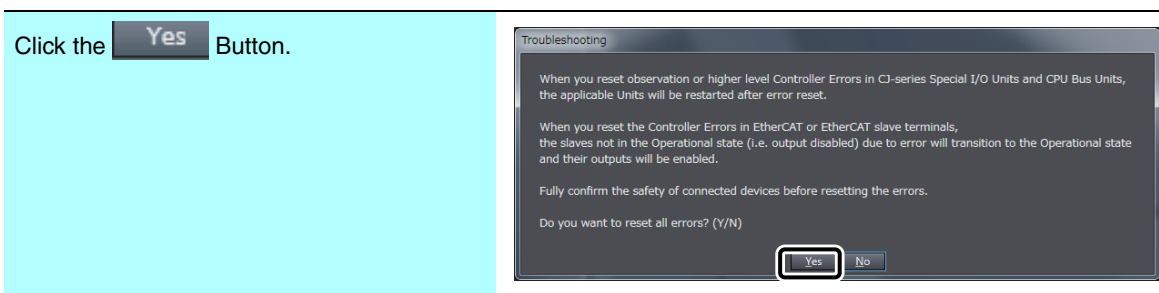 Click the Yes Button.
Troubleshooting
When you reset observation or higher level Controller Errors in CJ-series Special I/O Units and CPU Bus Units,
the applicable Units will be restarted after error reset.
When you reset the Controller Errors in EtherCAT or EtherCAT slave terminals,
the slaves not in the Operational state (i.e. output disabled) due to error will transition to the Operational state
and their outputs will be enabled.
Fully confirm the safety of connected devices before resetting the errors.
Do you want to reset all errors? (Y/N)
Yes No